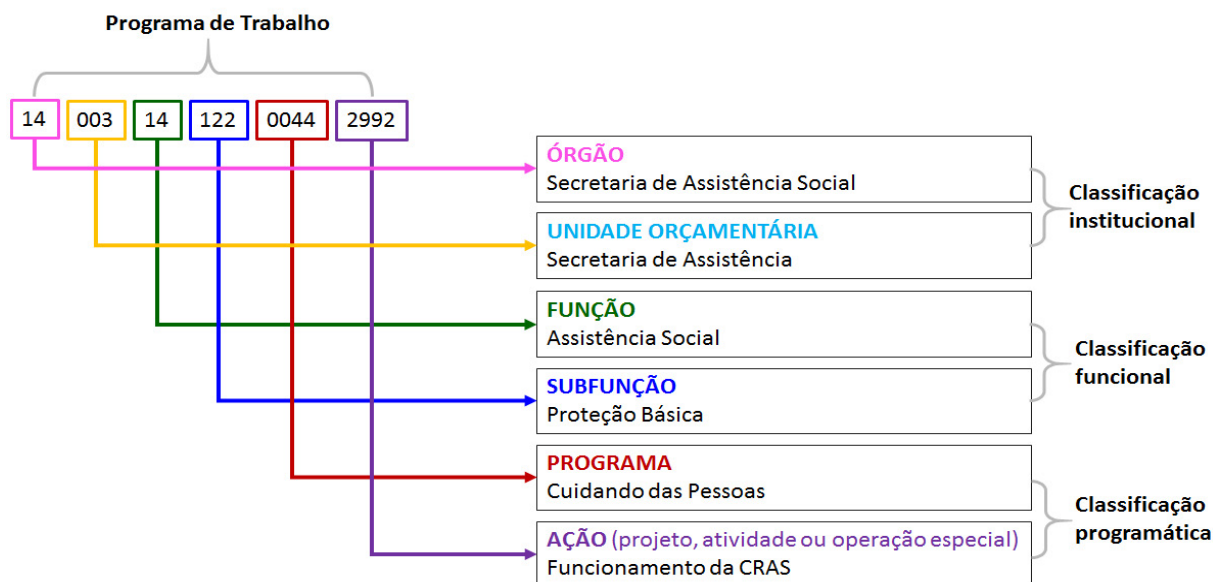 Programa de Trabalho
14 003 14 122 0044 2992
ÓRGÃO
Secretaria de Assistência Social
UNIDADE ORÇAMENTÁRIA
Secretaria de Assistência
Classificação
institucional
FUNÇÃO
Assistência Social
SUBFUNÇÃO
Proteção Básica
Classificação
funcional
PROGRAMA
Cuidando das Pessoas
AÇÃO (projeto, atividade ou operação especial)
Funcionamento da CRAS
Classificação
programática